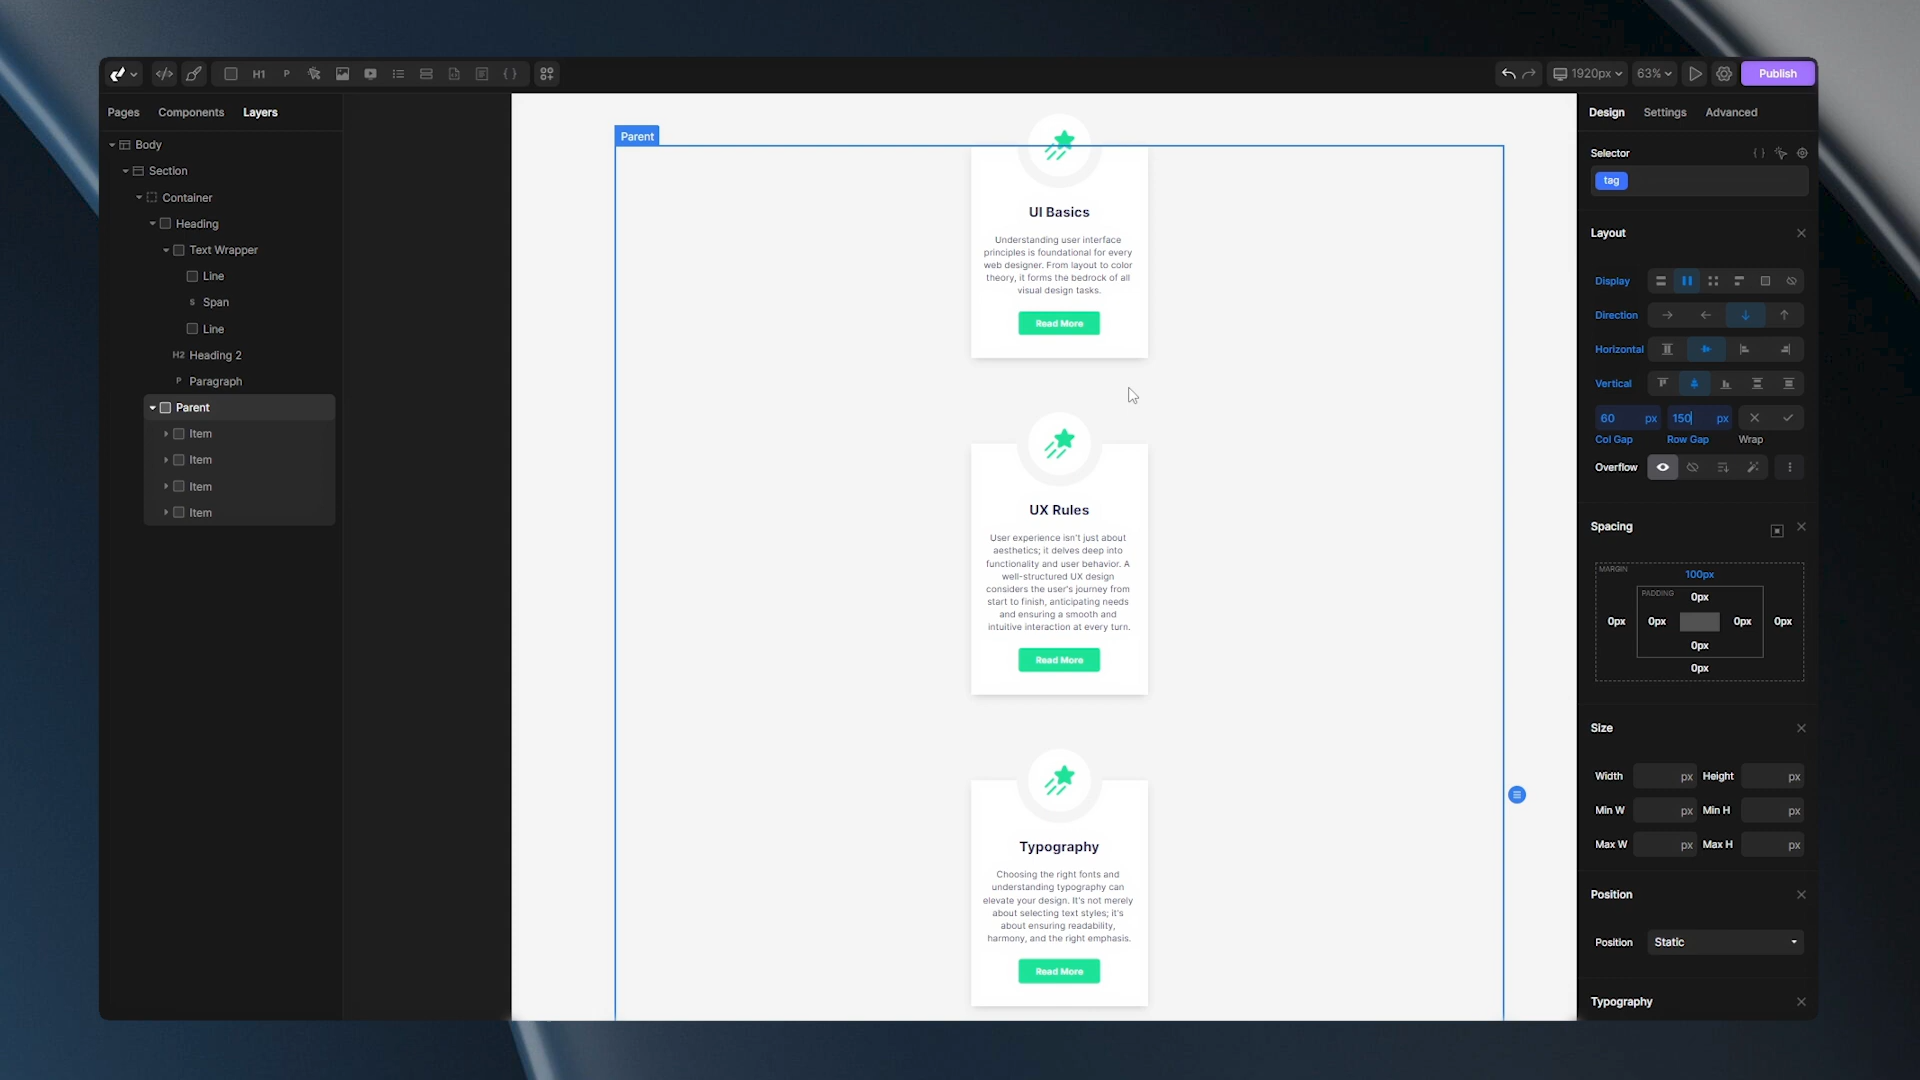 H1
P
1920px
63%
Publish
Pages
Components
Layers
Body
Section
Container
Heading
Text Wrapper
Line
S Span
Line
H2 Heading 2
P Paragraph
Parent
Item
Item
Item
Item
Parent
UI Basics
Understanding user interface
principles is foundational for every
web designer. From layout to color
theory, it forms the bedrock of all
visual design tasks.
Read More
UX Rules
User experience isn't just about
aesthetics; it delves deep into
functionality and user behavior. A
well-structured UX design
considers the user's journey from
start to finish, anticipating needs
and ensuring a smooth and
intuitive interaction at every turn.
Read More
Typography
Choosing the right fonts and
understanding typography can
elevate your design. It's not merely
about selecting text styles; it's
about ensuring readability,
harmony, and the right emphasis.
Read More
Design
Settings
Advanced
Selector
tag
Layout
Display
Direction
Horizontal
Vertical
60 px
150 px
Col Gap
Row Gap
Wrap
Overflow
Spacing
MARGIN
100px
PADDING
0px
0px
0px
0px
0px
0px
0px
Size
Width px Height px
Min W px Min H px
Max W px Max H px
Position
Position Static
Typography